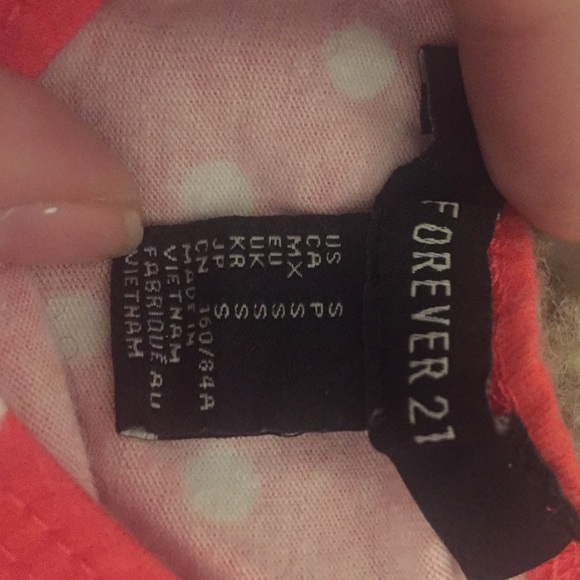 FOREVER 21
US S
CA P
MX S
EU S
UK S
KR S
JP S
CN 160/84A
MADE IN
VIETNAM
FABRIQUÉ AU
VIETNAM